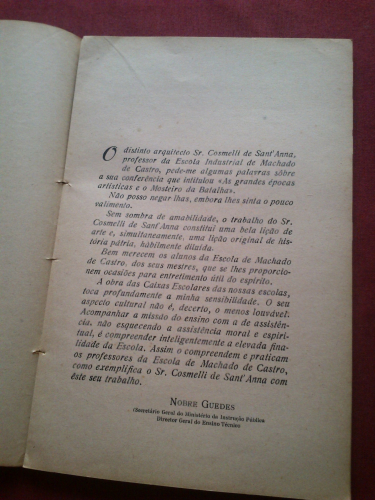 O distinto arquitécto Sr. Cosmelli de Sant'Anna,
professor da Escola Industrial de Machado
de Castro, pede-me algumas palavras sôbre
a sua conferência que intitulou «As grandes épocas
artísticas e o Mosteiro da Batalha».
Não posso negar-lhas, embora lhes sinta o pouco
valimento.
Sem sombra de amabilidade, o trabalho do Sr.
Cosmelli de Sant'Anna constitui uma bela lição de
arte e, simultaneamente, uma lição original de his-
tória pátria, hàbilmente diluída.
Bem merecem os alunos da Escola de Machado
de Castro, dos seus mestres, que se lhes proporcio-
nem ocasiões para entretimento útil do espírito.
A obra das Caixas Escolares das nossas escolas,
toca profundamente a minha sensibilidade. O seu
aspecto cultural não é, decerto, o menos louvável.
Acompanhar a missão do ensino com a de assistên-
cia, não esquecendo a assistência moral e espiri-
tual, é compreender inteligentemente a elevada fina-
lidade da Escola. Assim o compreendem e praticam
os professores da Escola de Machado de Castro,
como exemplifica o Sr. Cosmelli de Sant'Anna com
êste seu trabalho.
NOBRE GUEDES
(Secretário Geral do Ministério da Instrução Pública
Director Geral do Ensino Técnico